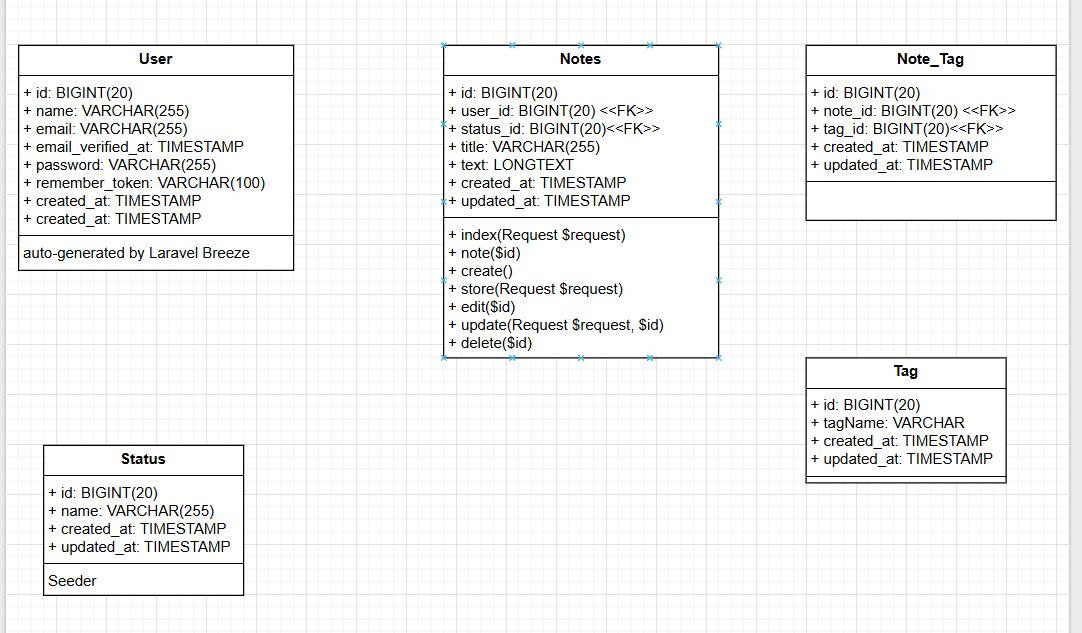 User
+ id: BIGINT(20)
+ name: VARCHAR(255)
+ email: VARCHAR(255)
+ email_verified_at: TIMESTAMP
+ password: VARCHAR(255)
+ remember_token: VARCHAR(100)
+ created_at: TIMESTAMP
+ created_at: TIMESTAMP
auto-generated by Laravel Breeze
Notes
+ id: BIGINT(20)
+ user_id: BIGINT(20) <<FK>>
+ status_id: BIGINT(20)<<FK>>
+ title: VARCHAR(255)
+ text: LONGTEXT
+ created_at: TIMESTAMP
+ updated_at: TIMESTAMP
+ index(Request $request)
+ note($id)
+ create()
+ store(Request $request)
+ edit($id)
+ update(Request $request, $id)
+ delete($id)
Note_Tag
+ id: BIGINT(20)
+ note_id: BIGINT(20) <<FK>>
+ tag_id: BIGINT(20)<<FK>>
+ created_at: TIMESTAMP
+ updated_at: TIMESTAMP
Tag
+ id: BIGINT(20)
+ tagName: VARCHAR
+ created_at: TIMESTAMP
+ updated_at: TIMESTAMP
Status
+ id: BIGINT(20)
+ name: VARCHAR(255)
+ created_at: TIMESTAMP
+ updated_at: TIMESTAMP
Seeder